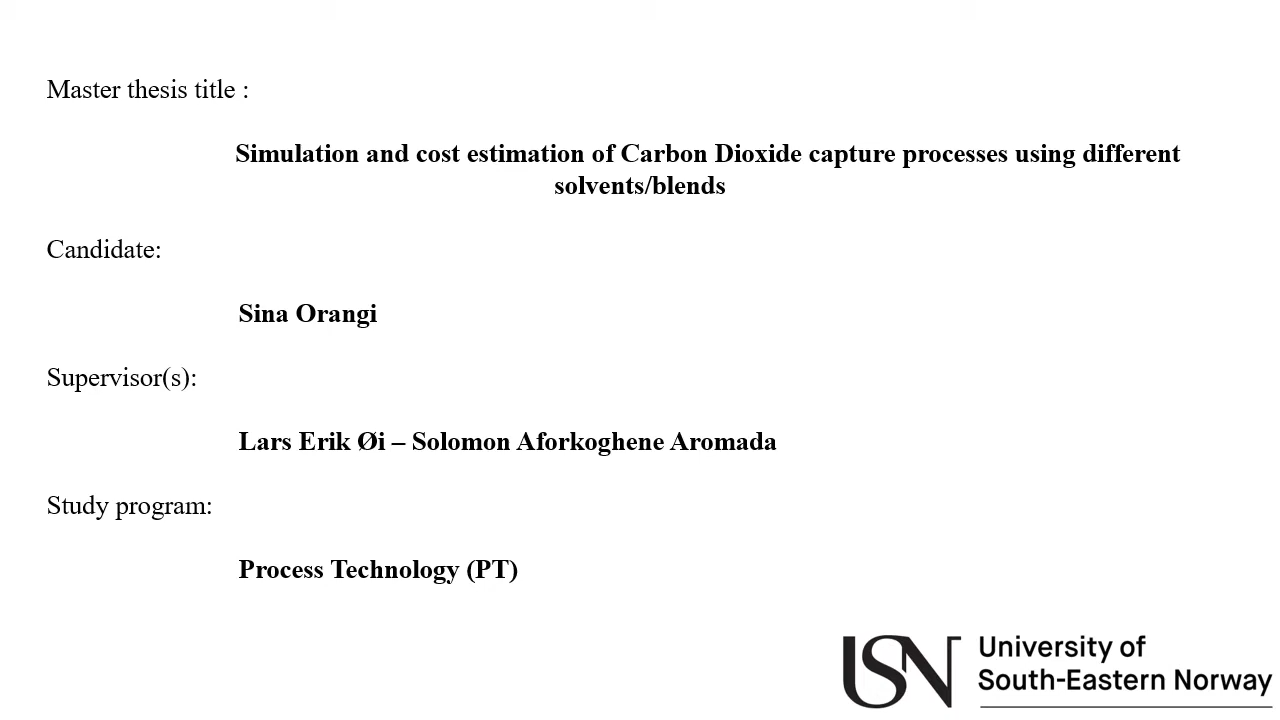 Master thesis title :
Simulation and cost estimation of Carbon Dioxide capture processes using different
solvents/blends
Candidate:
Sina Orangi
Supervisor(s):
Lars Erik Øi – Solomon Aforkoghene Aromada
Study program:
Process Technology (PT)
USN
University of
South-Eastern Norway